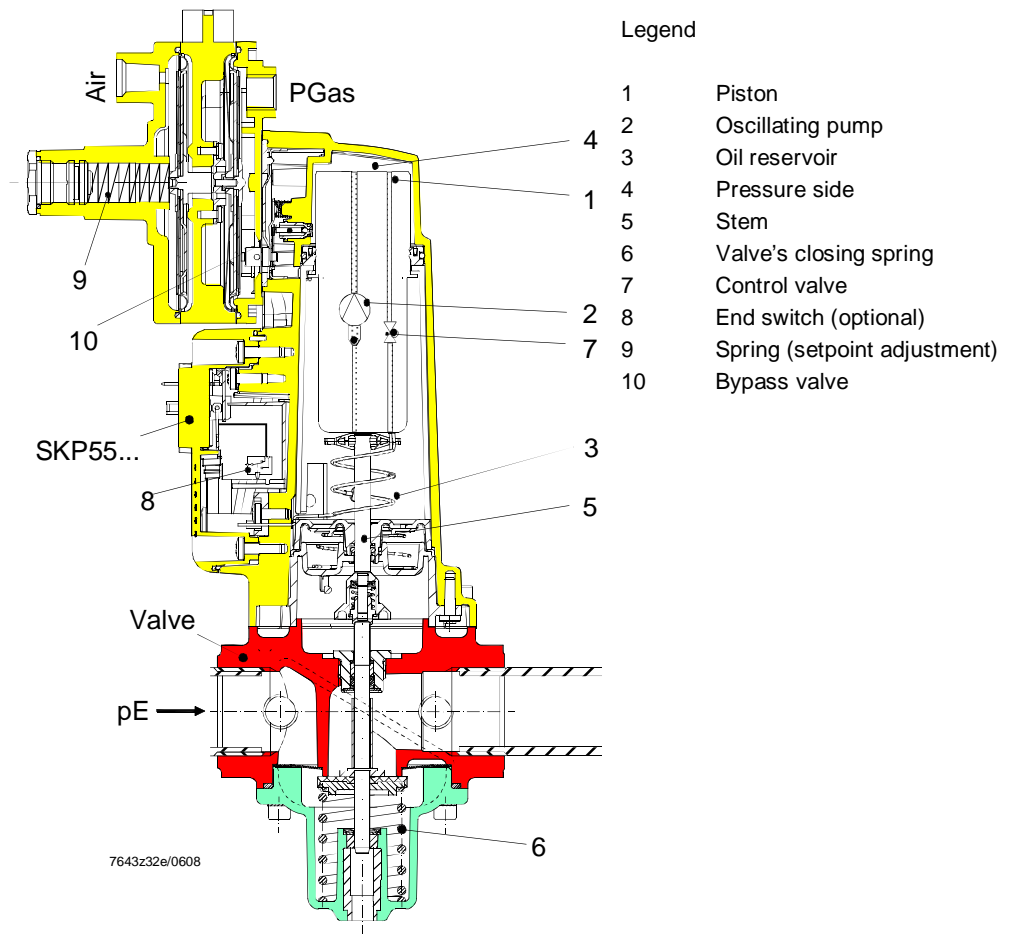 Legend
1 Piston
2 Oscillating pump
3 Oil reservoir
4 Pressure side
5 Stem
6 Valve's closing spring
7 Control valve
8 End switch (optional)
9 Spring (setpoint adjustment)
10 Bypass valve
Air
PGas
4
1
9
10
2
7
SKP55...
8
3
5
Valve
pE
6
7643z32e/0608